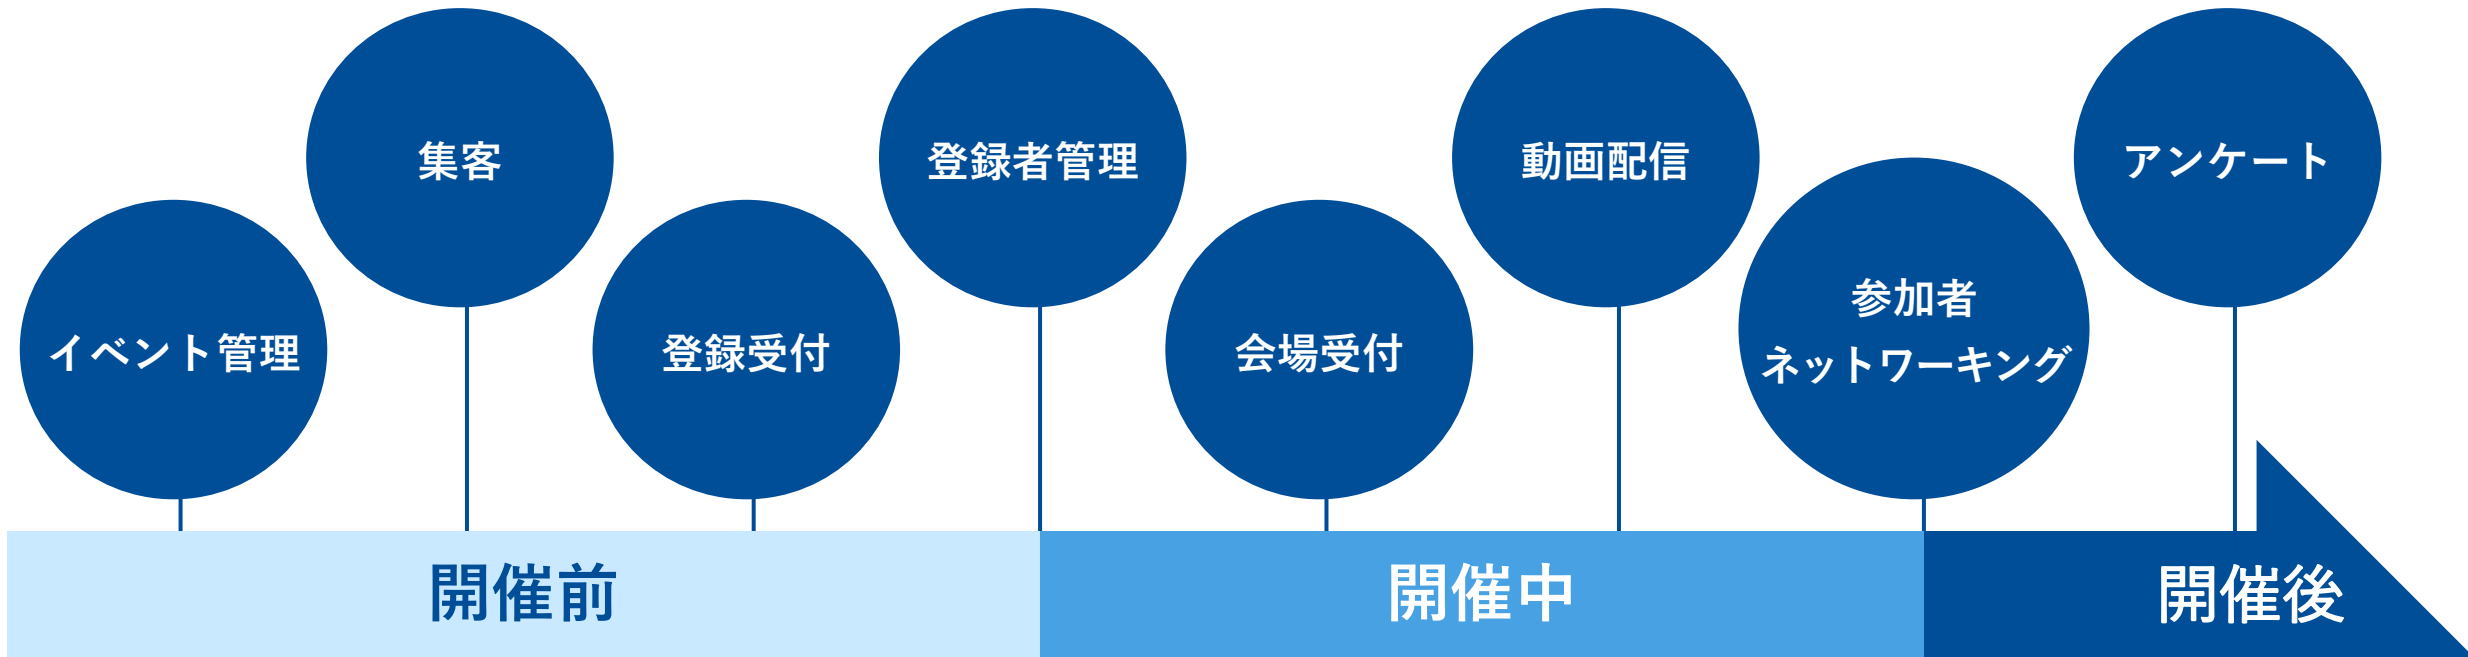 イベント管理
集客
登録受付
登録者管理
会場受付
動画配信
参加者
ネットワーキング
アンケート
開催前
開催中
開催後